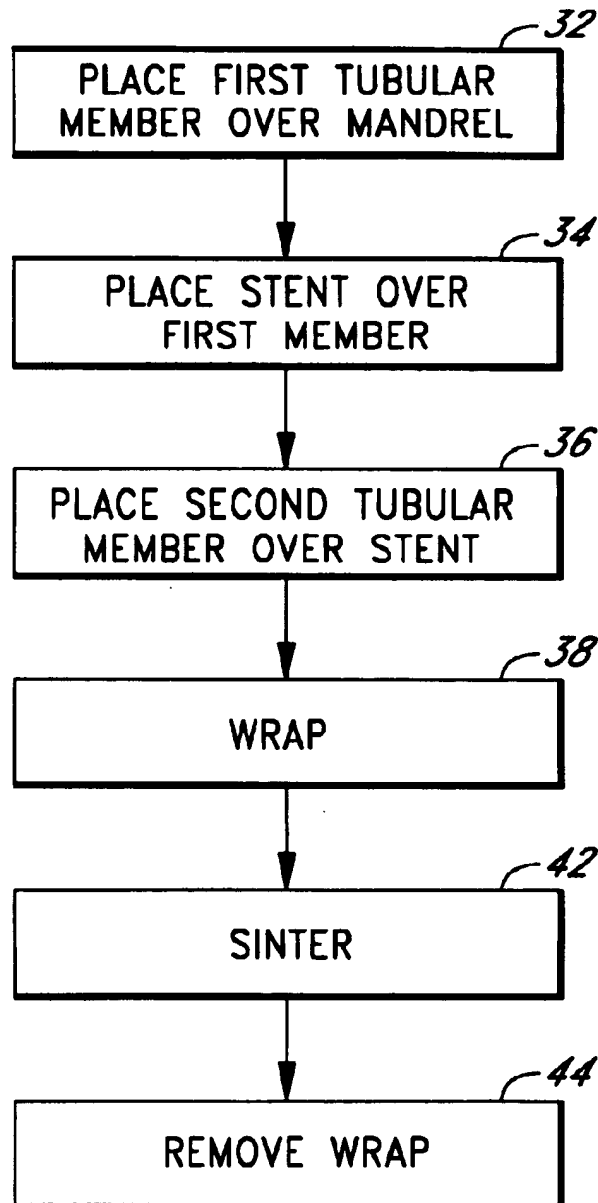 32
PLACE FIRST TUBULAR
MEMBER OVER MANDREL
34
PLACE STENT OVER
FIRST MEMBER
36
PLACE SECOND TUBULAR
MEMBER OVER STENT
38
WRAP
42
SINTER
44
REMOVE WRAP